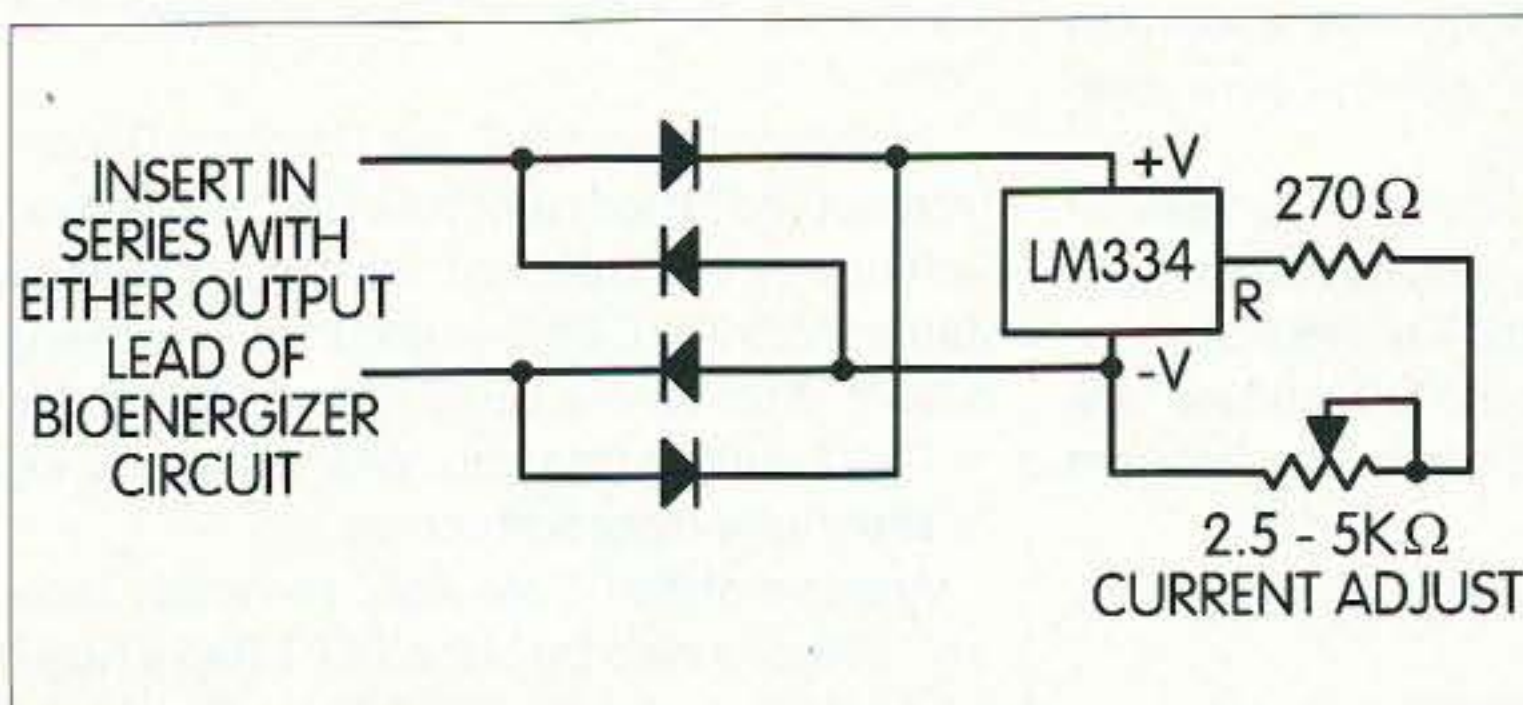 INSERT IN
SERIES WITH
EITHER OUTPUT
LEAD OF
BIOENERGIZER
CIRCUIT
+V
LM334
R
-V
270Ω
2.5 - 5KΩ
CURRENT ADJUST